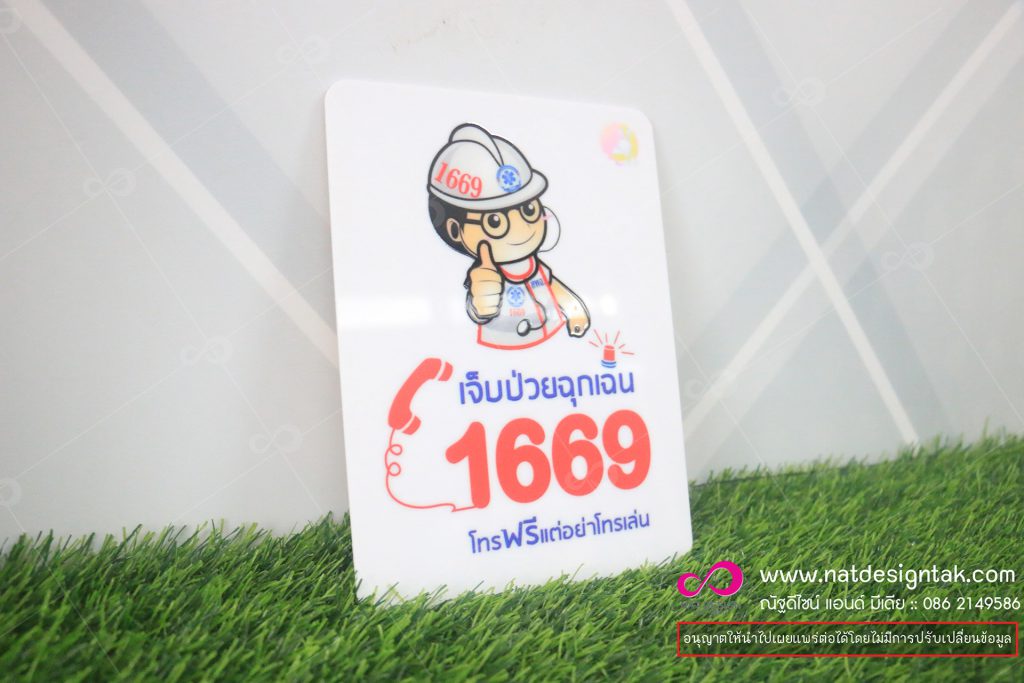 1669
สพฉ
1669
เจ็บป่วยฉุกเฉิน
1669
โทรฟรีแต่อย่าโทรเล่น
www.natdesigntak.com
ณัฐดีไซน์ แอนด์ มีเดีย :: 086 2149586
อนุญาตให้นำไปเผยแพร่ต่อได้โดยไม่มีการปรับเปลี่ยนข้อมูล